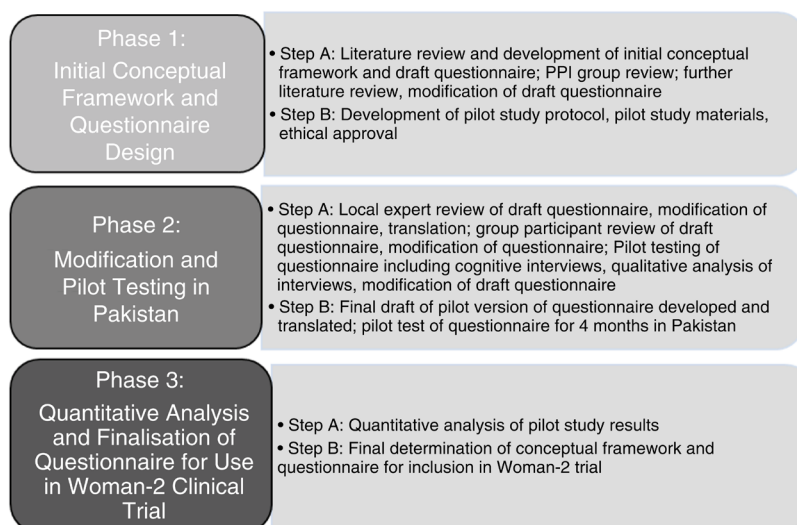 Phase 1:
Initial Conceptual
Framework and
Questionnaire
Design
• Step A: Literature review and development of initial conceptual
framework and draft questionnaire; PPI group review; further
literature review, modification of draft questionnaire
• Step B: Development of pilot study protocol, pilot study materials,
ethical approval
Phase 2:
Modification and
Pilot Testing in
Pakistan
• Step A: Local expert review of draft questionnaire, modification of
questionnaire, translation; group participant review of draft
questionnaire, modification of questionnaire; Pilot testing of
questionnaire including cognitive interviews, qualitative analysis of
interviews, modification of draft questionnaire
• Step B: Final draft of pilot version of questionnaire developed and
translated; pilot test of questionnaire for 4 months in Pakistan
Phase 3:
Quantitative Analysis
and Finalisation of
Questionnaire for Use
in Woman-2 Clinical
Trial
• Step A: Quantitative analysis of pilot study results
• Step B: Final determination of conceptual framework and
questionnaire for inclusion in Woman-2 trial